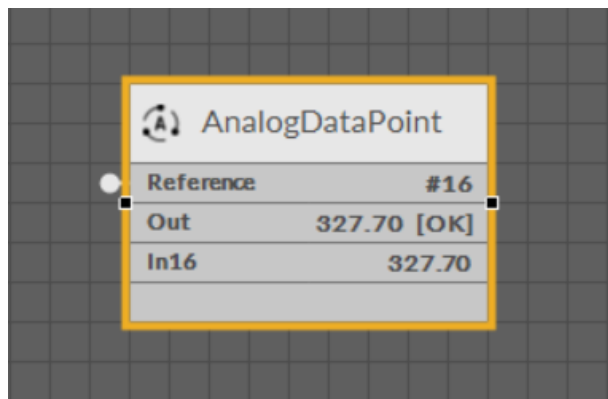 AnalogDataPoint
Reference #16
Out 327.70 [OK]
In16 327.70